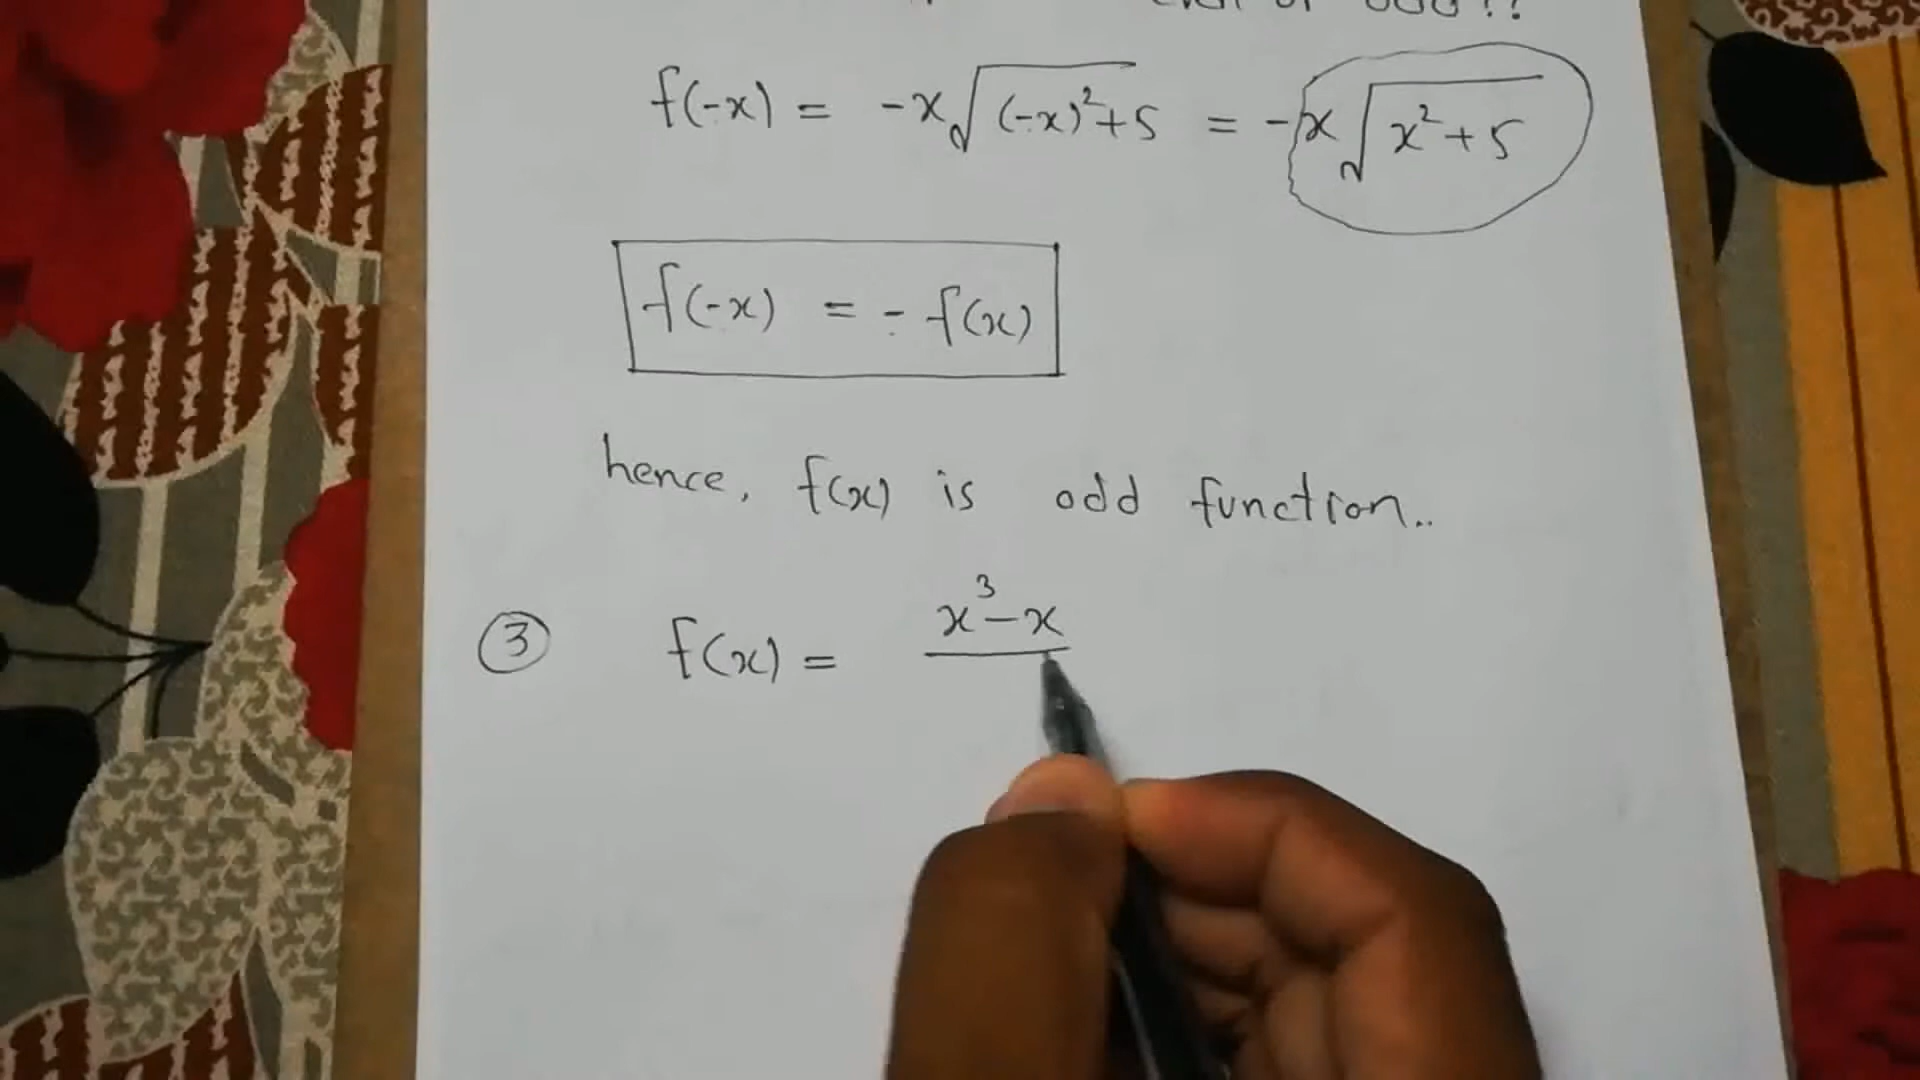 f(-x) = -x√((-x)²+5) = -x√(x²+5)
f(-x) = - f(x)
hence, f(x) is odd function..
③ f(x) = x³-x